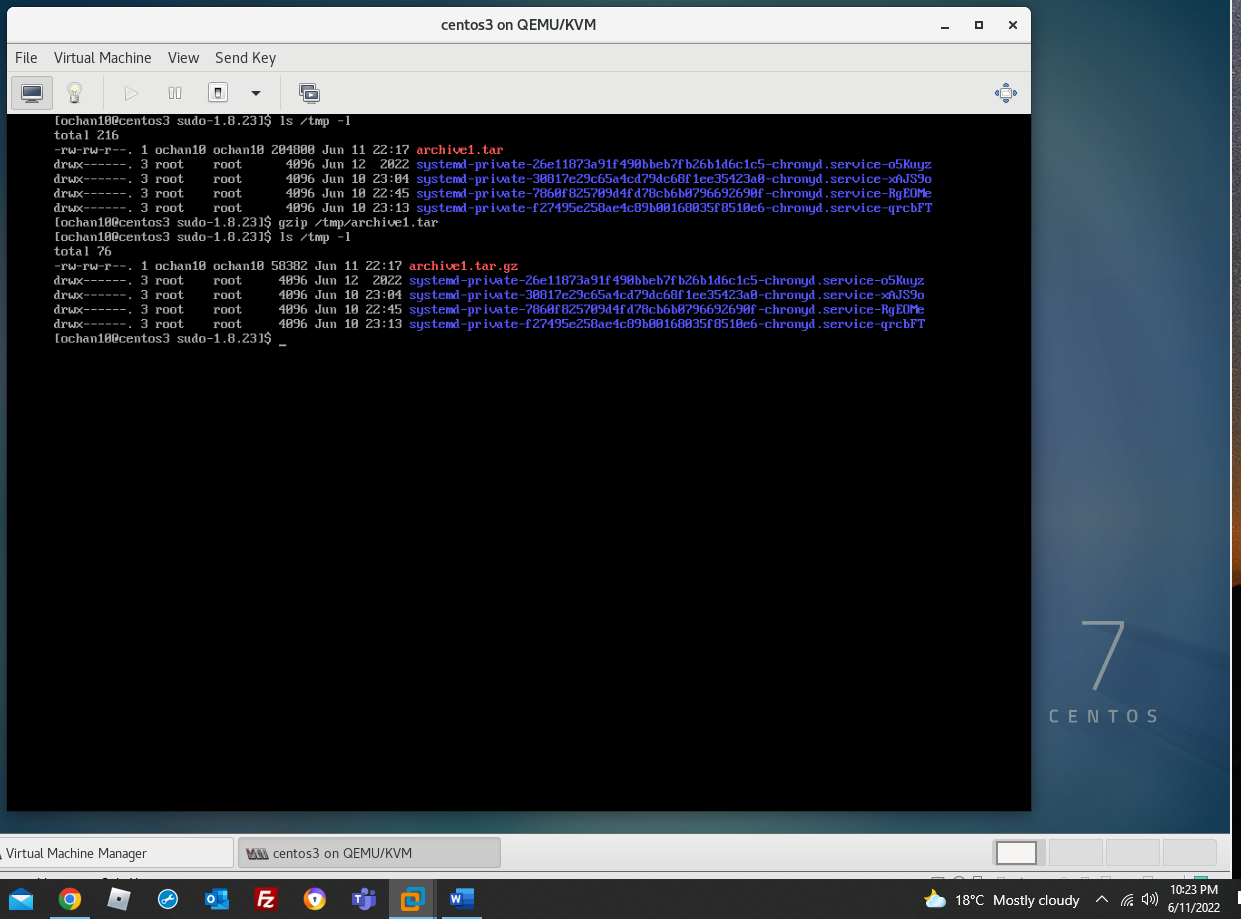 centos3 on QEMU/KVM
File Virtual Machine View Send Key
[ochan10@centos3 sudo-1.8.23]$ ls /tmp -l
total 216
-rw-rw-r--. 1 ochan10 ochan10 204800 Jun 11 22:17 archive1.tar
drwx------. 3 root root 4096 Jun 12 2022 systemd-private-26e11873a91f490bbeb7fb26b1d6c1c5-chronyd.service-o5Kuyz
drwx------. 3 root root 4096 Jun 10 23:04 systemd-private-30817e29c65a4cd79dc68f1ee35423a0-chronyd.service-xAJS9o
drwx------. 3 root root 4096 Jun 10 22:45 systemd-private-7860f825709d4fd78cb6b0796692690f-chronyd.service-RgEOMe
drwx------. 3 root root 4096 Jun 10 23:13 systemd-private-f27495e258ae4c89b00168035f8510e6-chronyd.service-qrcbFT
[ochan10@centos3 sudo-1.8.23]$ gzip /tmp/archive1.tar
[ochan10@centos3 sudo-1.8.23]$ ls /tmp -l
total 76
-rw-rw-r--. 1 ochan10 ochan10 58382 Jun 11 22:17 archive1.tar.gz
drwx------. 3 root root 4096 Jun 12 2022 systemd-private-26e11873a91f490bbeb7fb26b1d6c1c5-chronyd.service-o5Kuyz
drwx------. 3 root root 4096 Jun 10 23:04 systemd-private-30817e29c65a4cd79dc68f1ee35423a0-chronyd.service-xAJS9o
drwx------. 3 root root 4096 Jun 10 22:45 systemd-private-7860f825709d4fd78cb6b0796692690f-chronyd.service-RgEOMe
drwx------. 3 root root 4096 Jun 10 23:13 systemd-private-f27495e258ae4c89b00168035f8510e6-chronyd.service-qrcbFT
[ochan10@centos3 sudo-1.8.23]$ _
7
CENTOS
Virtual Machine Manager
centos3 on QEMU/KVM
18°C Mostly cloudy
10:23 PM
6/11/2022